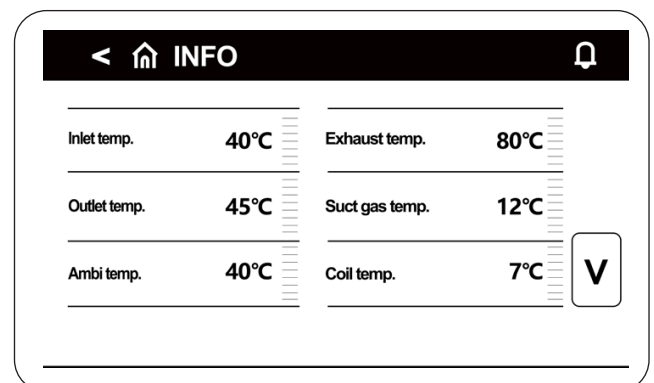 < INFO
Inlet temp. 40°C Exhaust temp. 80°C
Outlet temp. 45°C Suct gas temp. 12°C
Ambi temp. 40°C Coil temp. 7°C
V